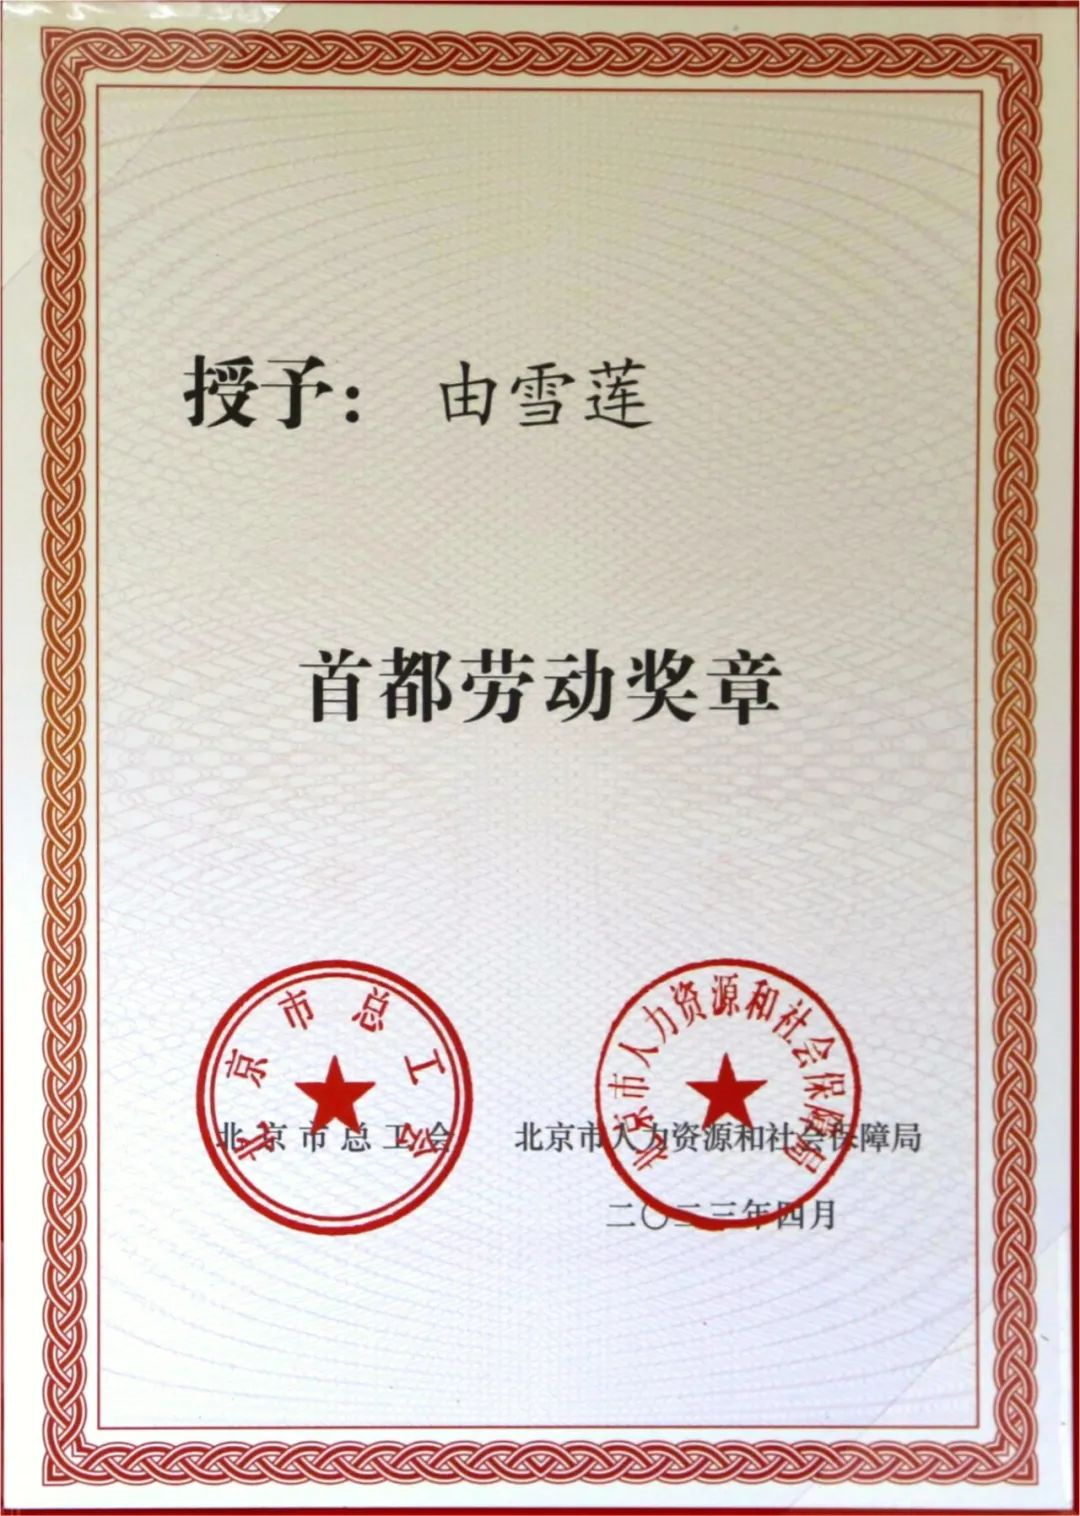 授予：由雪莲
首都劳动奖章
北京市总工会
北京市人力资源和社会保障局
北京市总工会 北京市人力资源和社会保障局
二〇二三年四月